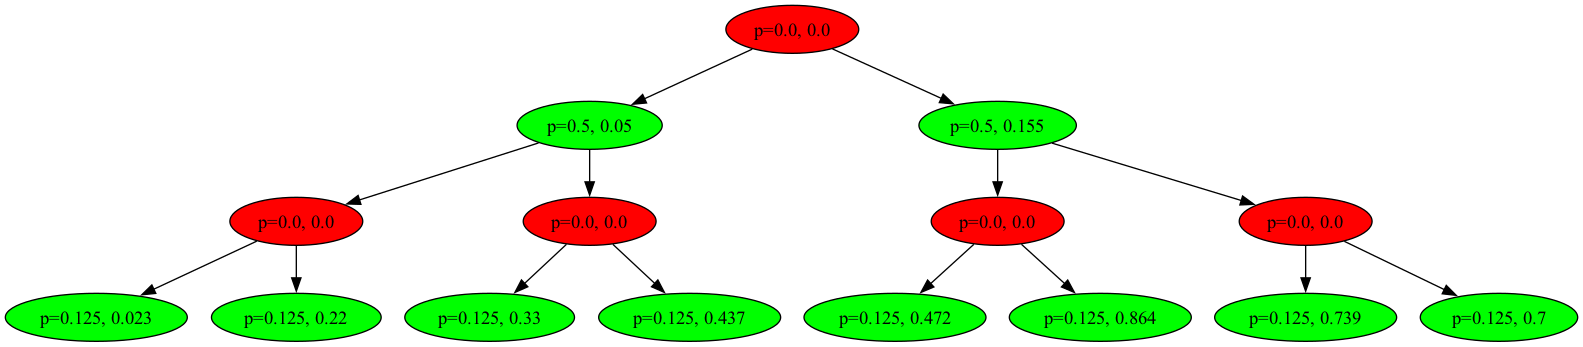 p=0.0, 0.0
p=0.5, 0.05
p=0.5, 0.155
p=0.0, 0.0
p=0.0, 0.0
p=0.0, 0.0
p=0.0, 0.0
p=0.125, 0.023
p=0.125, 0.22
p=0.125, 0.33
p=0.125, 0.437
p=0.125, 0.472
p=0.125, 0.864
p=0.125, 0.739
p=0.125, 0.7